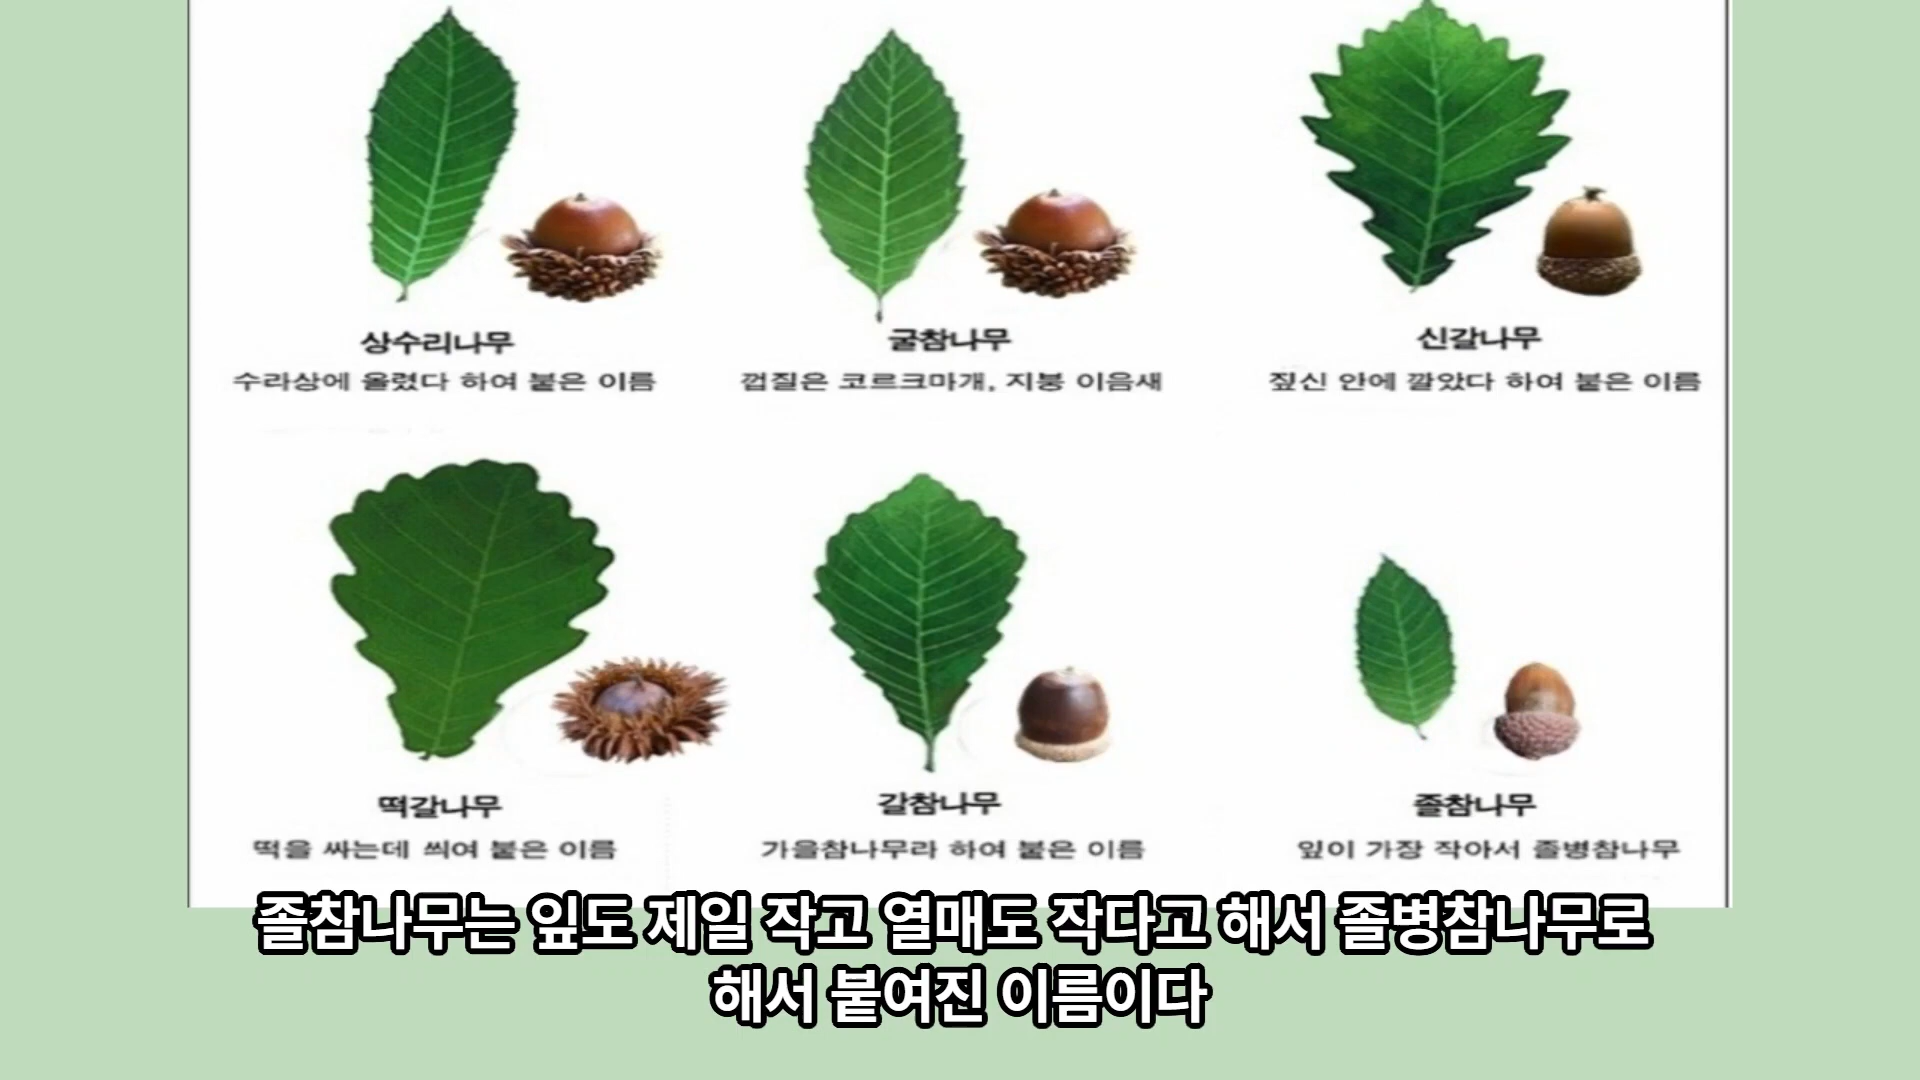 상수리나무
수라상에 올렸다 하여 붙은 이름
굴참나무
껍질은 코르크마개, 지붕 이음새
신갈나무
짚신 안에 깔았다 하여 붙은 이름
떡갈나무
떡을 싸는데 씌여 붙은 이름
갈참나무
가을참나무라 하여 붙은 이름
졸참나무
잎이 가장 작아서 졸병참나무
졸참나무는 잎도 제일 작고 열매도 작다고 해서 졸병참나무로
해서 붙여진 이름이다